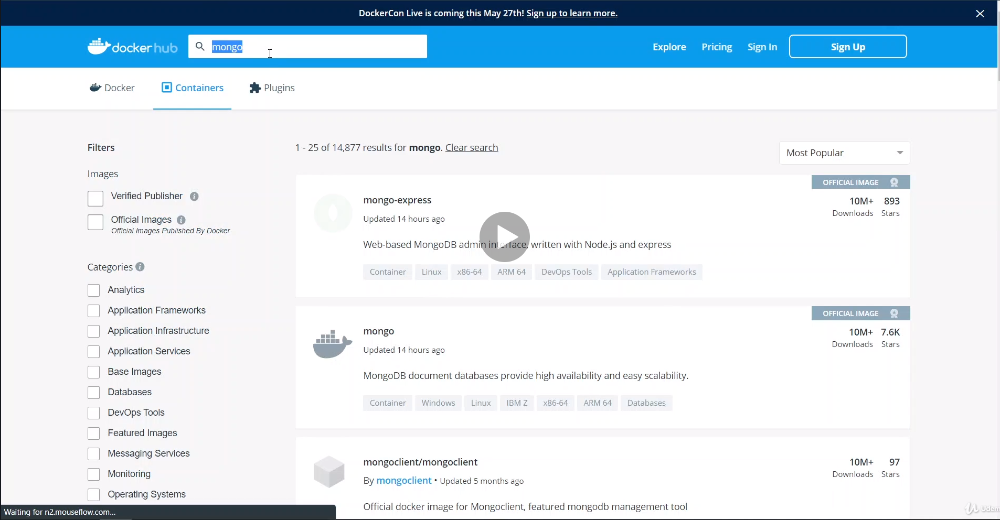 DockerCon Live is coming this May 27th! Sign up to learn more.
docker hub
mongo
Explore
Pricing
Sign In
Sign Up
Docker
Containers
Plugins
Filters
Images
Verified Publisher
Official Images
Official Images Published By Docker
Categories
Analytics
Application Frameworks
Application Infrastructure
Application Services
Base Images
Databases
DevOps Tools
Featured Images
Messaging Services
Monitoring
Operating Systems
1 - 25 of 14,877 results for mongo. Clear search
Most Popular
OFFICIAL IMAGE
mongo-express
10M+ 893
Downloads Stars
Updated 14 hours ago
Web-based MongoDB admin interface, written with Node.js and express
Container Linux x86-64 ARM 64 DevOps Tools Application Frameworks
OFFICIAL IMAGE
mongo
10M+ 7.6K
Downloads Stars
Updated 14 hours ago
MongoDB document databases provide high availability and easy scalability.
Container Windows Linux IBM Z x86-64 ARM 64 Databases
mongoclient/mongoclient
10M+ 97
Downloads Stars
By mongoclient • Updated 5 months ago
Official docker image for Mongoclient, featured mongodb management tool
Waiting for n2.mouseflow.com...
Udem